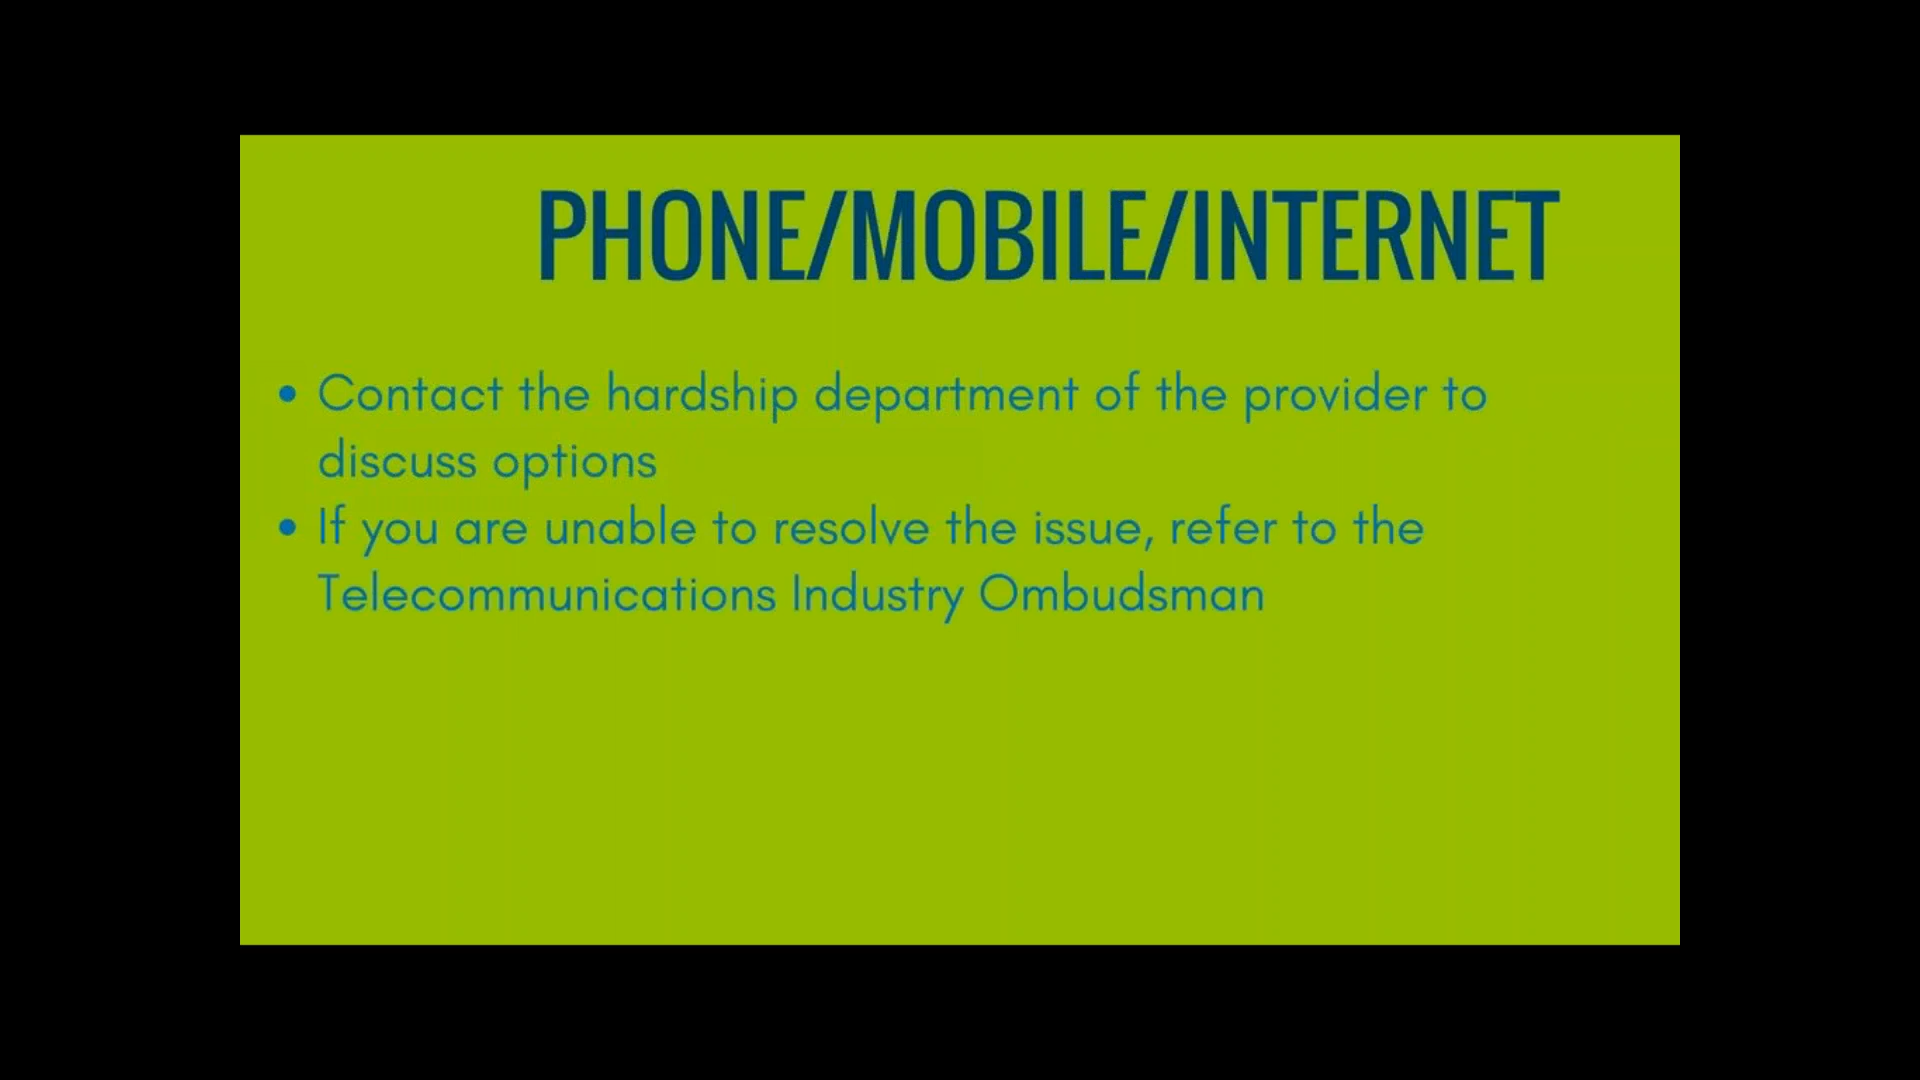 PHONE/MOBILE/INTERNET
• Contact the hardship department of the provider to
discuss options
• If you are unable to resolve the issue, refer to the
Telecommunications Industry Ombudsman